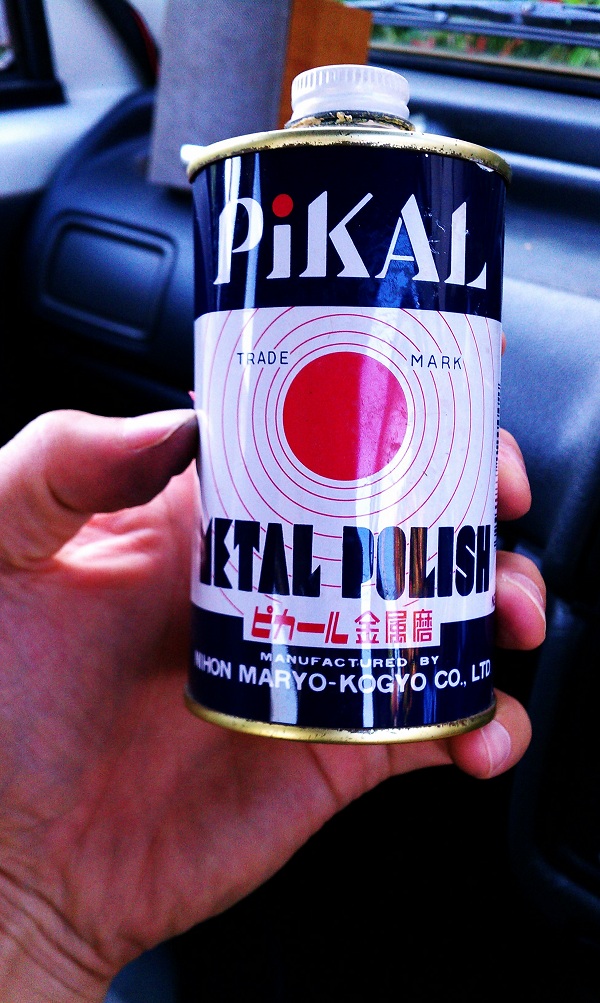 PiKAL
TRADE MARK
METAL POLISH
ピカール 金属磨
MANUFACTURED BY
NIHON MARYO-KOGYO CO., LTD